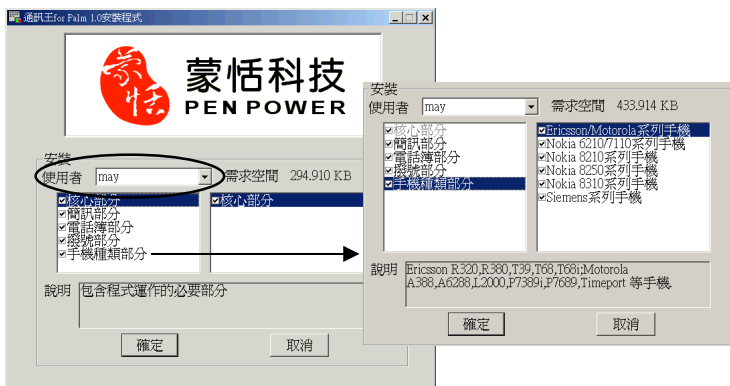 通訊王for Palm 1.0安裝程式
蒙恬
蒙恬科技
PEN POWER
安裝
使用者 may 需求空間 294.910 KB
核心部分 核心部分
簡訊部分
電話簿部分
撥號部分
手機種類部分
說明 包含程式運作的必要部分
確定 取消
安裝
使用者 may 需求空間 433.914 KB
核心部分 Ericsson/Motorola系列手機
簡訊部分 Nokia 6210/7110系列手機
電話簿部分 Nokia 8210系列手機
撥號部分 Nokia 8250系列手機
手機種類部分 Nokia 8310系列手機
Siemens系列手機
說明 Ericsson R320,R380,T39,T68,T68i;Motorola
A388,A6288,L2000,P7389i,P7689,Timeport 等手機.
確定 取消